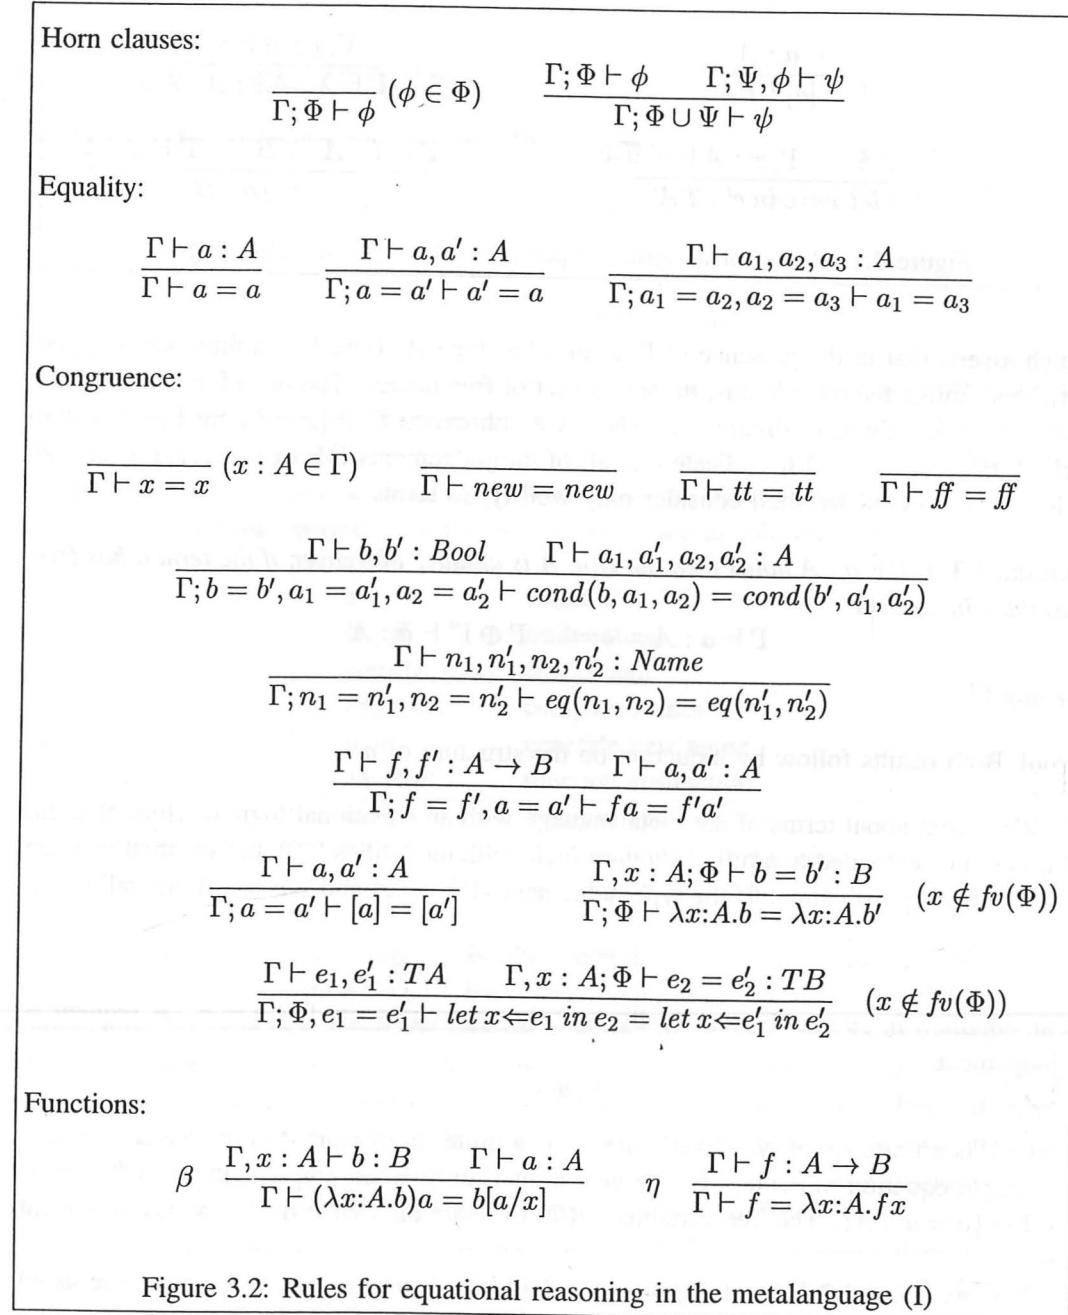 Horn clauses:
Γ; Φ ⊢ φ (φ ∈ Φ)
Γ; Φ ⊢ φ    Γ; Ψ, φ ⊢ ψ
Γ; Φ ∪ Ψ ⊢ ψ
Equality:
Γ ⊢ a : A    Γ ⊢ a, a′ : A    Γ ⊢ a₁, a₂, a₃ : A
Γ ⊢ a = a    Γ; a = a′ ⊢ a′ = a    Γ; a₁ = a₂, a₂ = a₃ ⊢ a₁ = a₃
Congruence:
Γ ⊢ x = x (x : A ∈ Γ)    Γ ⊢ new = new    Γ ⊢ tt = tt    Γ ⊢ ff = ff
Γ ⊢ b, b′ : Bool    Γ ⊢ a₁, a′₁, a₂, a′₂ : A
Γ; b = b′, a₁ = a′₁, a₂ = a′₂ ⊢ cond(b, a₁, a₂) = cond(b′, a′₁, a′₂)
Γ ⊢ n₁, n′₁, n₂, n′₂ : Name
Γ; n₁ = n′₁, n₂ = n′₂ ⊢ eq(n₁, n₂) = eq(n′₁, n′₂)
Γ ⊢ f, f′ : A → B    Γ ⊢ a, a′ : A
Γ; f = f′, a = a′ ⊢ fa = f′a′
Γ ⊢ a, a′ : A    Γ, x : A; Φ ⊢ b = b′ : B
Γ; a = a′ ⊢ [a] = [a′]    Γ; Φ ⊢ λx:A.b = λx:A.b′ (x ∉ fv(Φ))
Γ ⊢ e₁, e′₁ : TA    Γ, x : A; Φ ⊢ e₂ = e′₂ : TB
Γ; Φ, e₁ = e′₁ ⊢ let x⇐e₁ in e₂ = let x⇐e′₁ in e′₂ (x ∉ fv(Φ))
Functions:
β Γ, x : A ⊢ b : B    Γ ⊢ a : A    η Γ ⊢ f : A → B
Γ ⊢ (λx:A.b)a = b[a/x]    Γ ⊢ f = λx:A.fx
Figure 3.2: Rules for equational reasoning in the metalanguage (I)